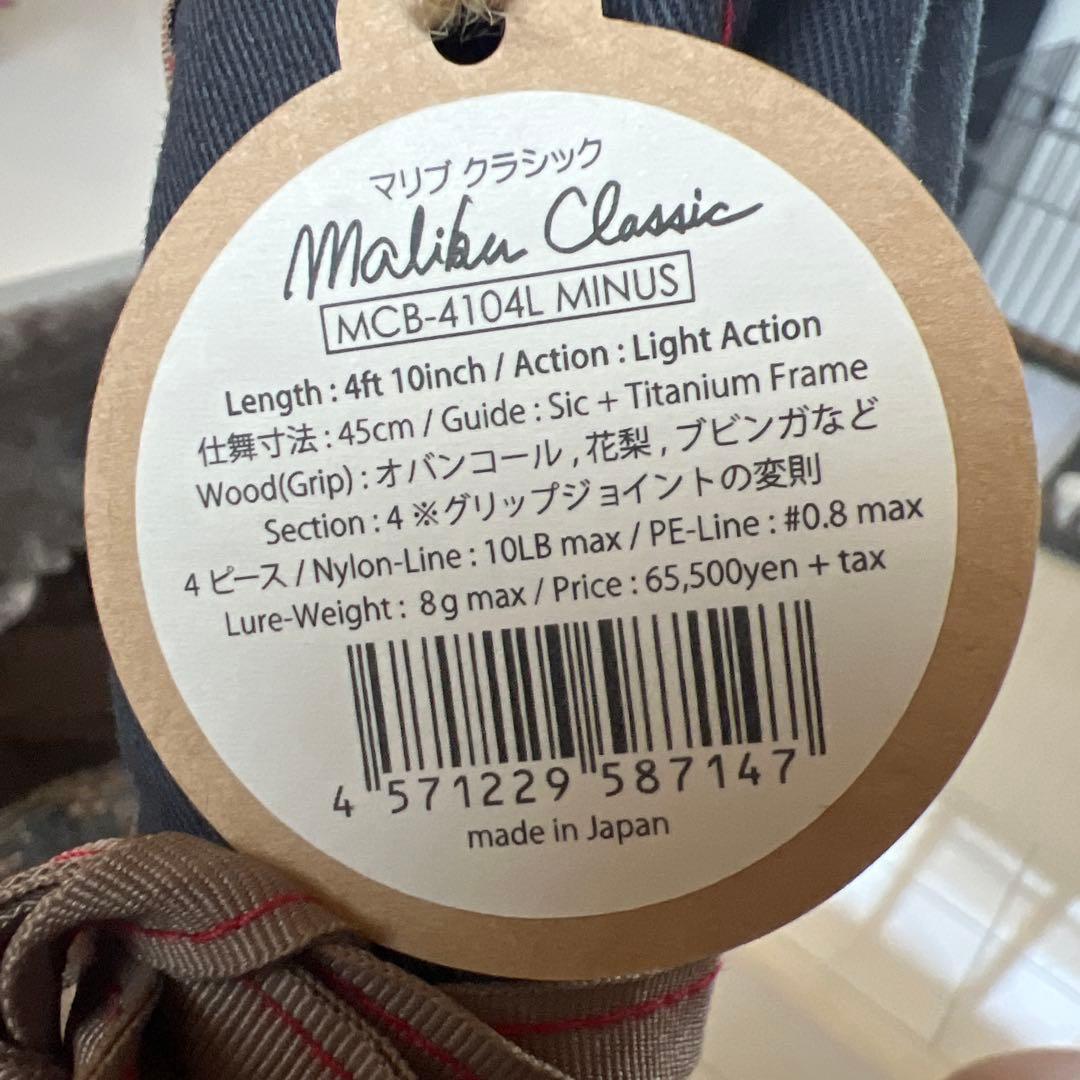 マリブ クラシック
Malibu Classic
MCB-4104L MINUS
Length : 4ft 10inch / Action : Light Action
仕舞寸法 : 45cm / Guide : Sic + Titanium Frame
Wood(Grip) : オバンコール , 花梨 , ブビンガなど
Section : 4 ※グリップジョイントの変則
4 ピース / Nylon-Line : 10LB max / PE-Line : #0.8 max
Lure-Weight : 8g max / Price : 65,500yen + tax
4 571229 587147
made in Japan